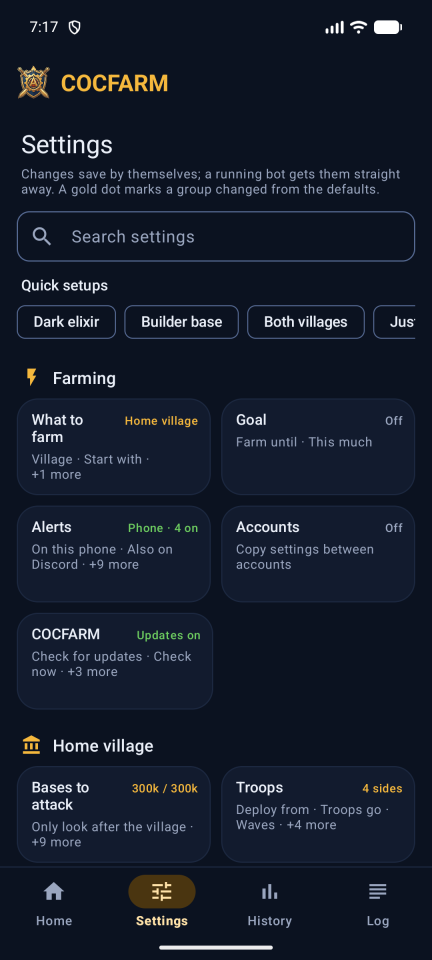 7:17
COCFARM
Settings
Changes save by themselves; a running bot gets them straight
away. A gold dot marks a group changed from the defaults.
Search settings
Quick setups
Dark elixir
Builder base
Both villages
Just
Farming
What to
farm
Home village
Village · Start with ·
+1 more
Goal
Off
Farm until · This much
Alerts
Phone · 4 on
On this phone · Also on
Discord · +9 more
Accounts
Off
Copy settings between
accounts
COCFARM
Updates on
Check for updates · Check
now · +3 more
Home village
Bases to
attack
300k / 300k
Only look after the village ·
+9 more
Troops
4 sides
Deploy from · Troops go ·
Waves · +4 more
Home
Settings
History
Log